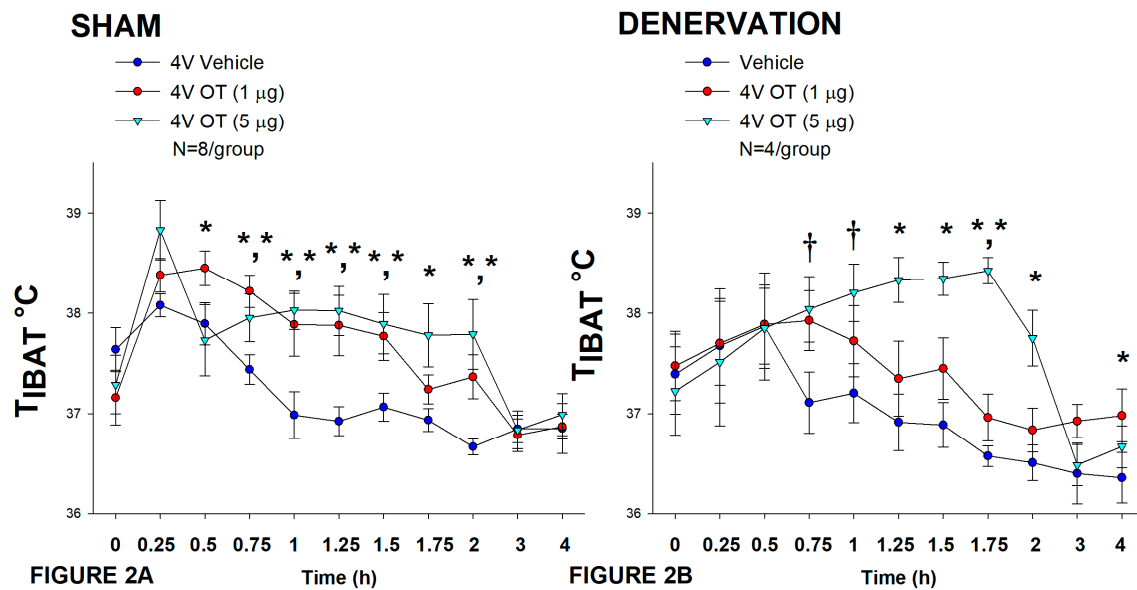 SHAM
4V Vehicle
4V OT (1 μg)
4V OT (5 μg)
N=8/group
TIBAT °C
39
38
37
36
* *,* *,* *,* *,* * *,*
0 0.25 0.5 0.75 1 1.25 1.5 1.75 2 3 4
FIGURE 2A
Time (h)
DENERVATION
Vehicle
4V OT (1 μg)
4V OT (5 μg)
N=4/group
TIBAT °C
39
38
37
36
† † * * *,* * *
0 0.25 0.5 0.75 1 1.25 1.5 1.75 2 3 4
FIGURE 2B
Time (h)